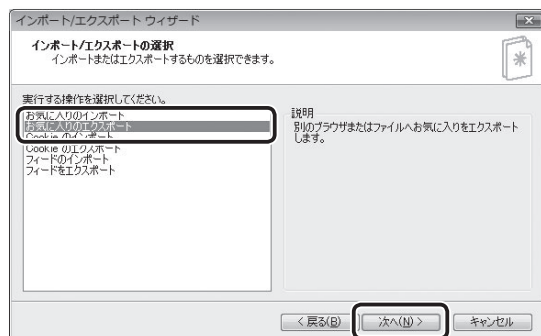 インポート/エクスポート ウィザード
インポート/エクスポートの選択
インポートまたはエクスポートするものを選択できます。
実行する操作を選択してください。
お気に入りのインポート
お気に入りのエクスポート
Cookie のインポート
Cookie のエクスポート
フィードのインポート
フィードをエクスポート
説明
別のブラウザまたはファイルへお気に入りをエクスポート
します。
< 戻る(B)
次へ(N) >
キャンセル